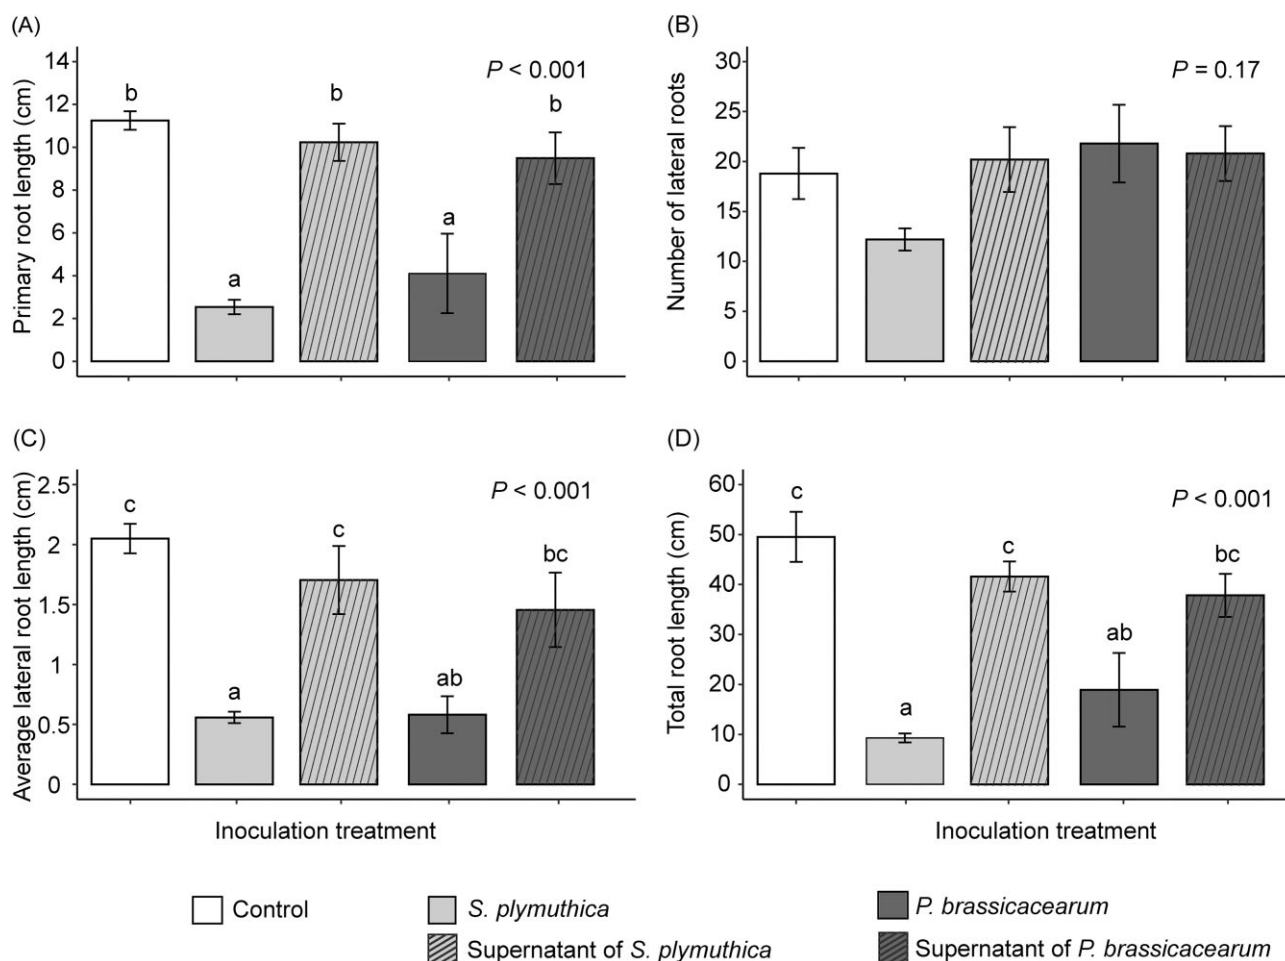 (A)
Primary root length (cm)
14
12
10
8
6
4
2
0
P < 0.001
b
a
b
a
b
(B)
Number of lateral roots
30
25
20
15
10
5
0
P = 0.17
(C)
Average lateral root length (cm)
2.5
2
1.5
1
0.5
0
P < 0.001
c
a
c
ab
bc
Inoculation treatment
(D)
Total root length (cm)
60
50
40
30
20
10
0
P < 0.001
c
a
c
ab
bc
Inoculation treatment
Control
S. plymuthica
Supernatant of S. plymuthica
P. brassicacearum
Supernatant of P. brassicacearum